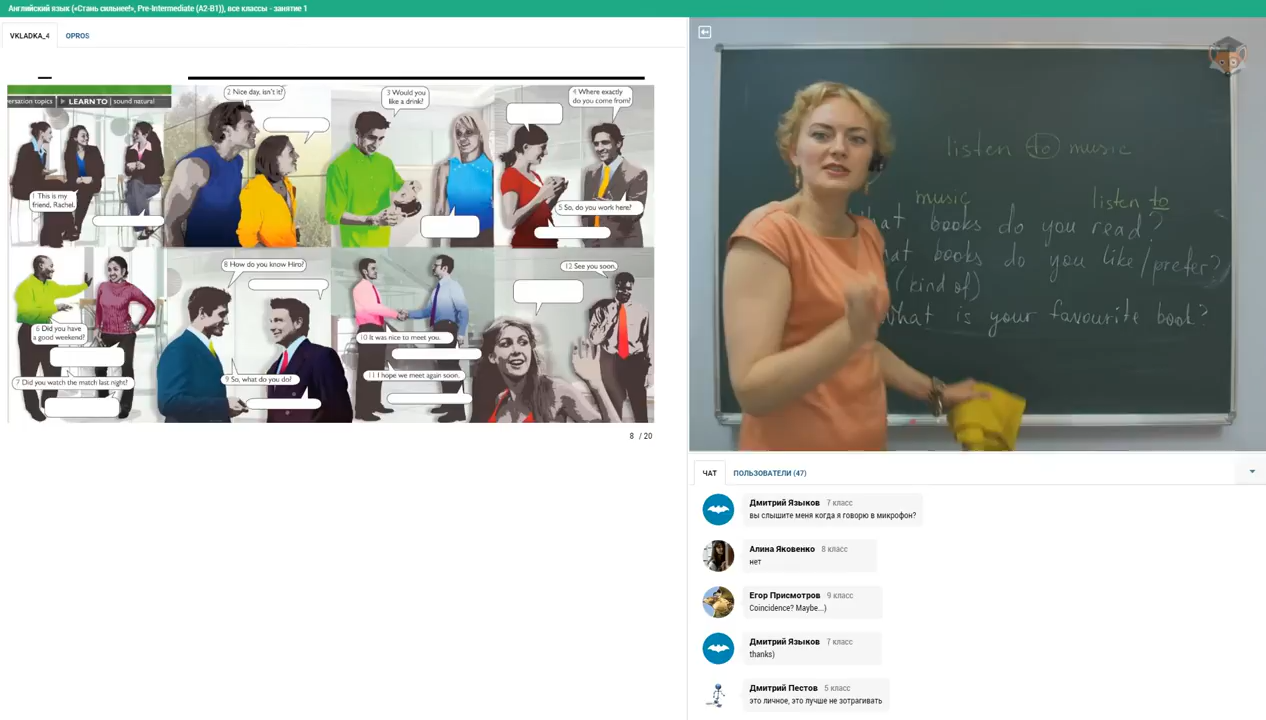 Английский язык («Стань сильнее!», Pre-Intermediate (A2-B1)), все классы - занятие 1
VKLADKA_4
OPROS
versation topics
LEARN TO | sound natural
1 This is my
friend, Rachel.
2 Nice day, isn't it?
3 Would you
like a drink?
4 Where exactly
do you come from?
5 So, do you work here?
6 Did you have
a good weekend?
7 Did you watch the match last night?
8 How do you know Hiro?
9 So, what do you do?
10 It was nice to meet you.
11 I hope we meet again soon.
12 See you soon.
8 / 20
listen to music
music
listen to
at books do you read?
at books do you like/prefer?
(kind of)
What is your favourite book?
ЧАТ
ПОЛЬЗОВАТЕЛИ (47)
Дмитрий Языков 7 класс
вы слышите меня когда я говорю в микрофон?
Алина Яковенко 8 класс
нет
Егор Присмотров 9 класс
Coincidence? Maybe...)
Дмитрий Языков 7 класс
thanks)
Дмитрий Пестов 5 класс
это личное, это лучше не зотрагивать